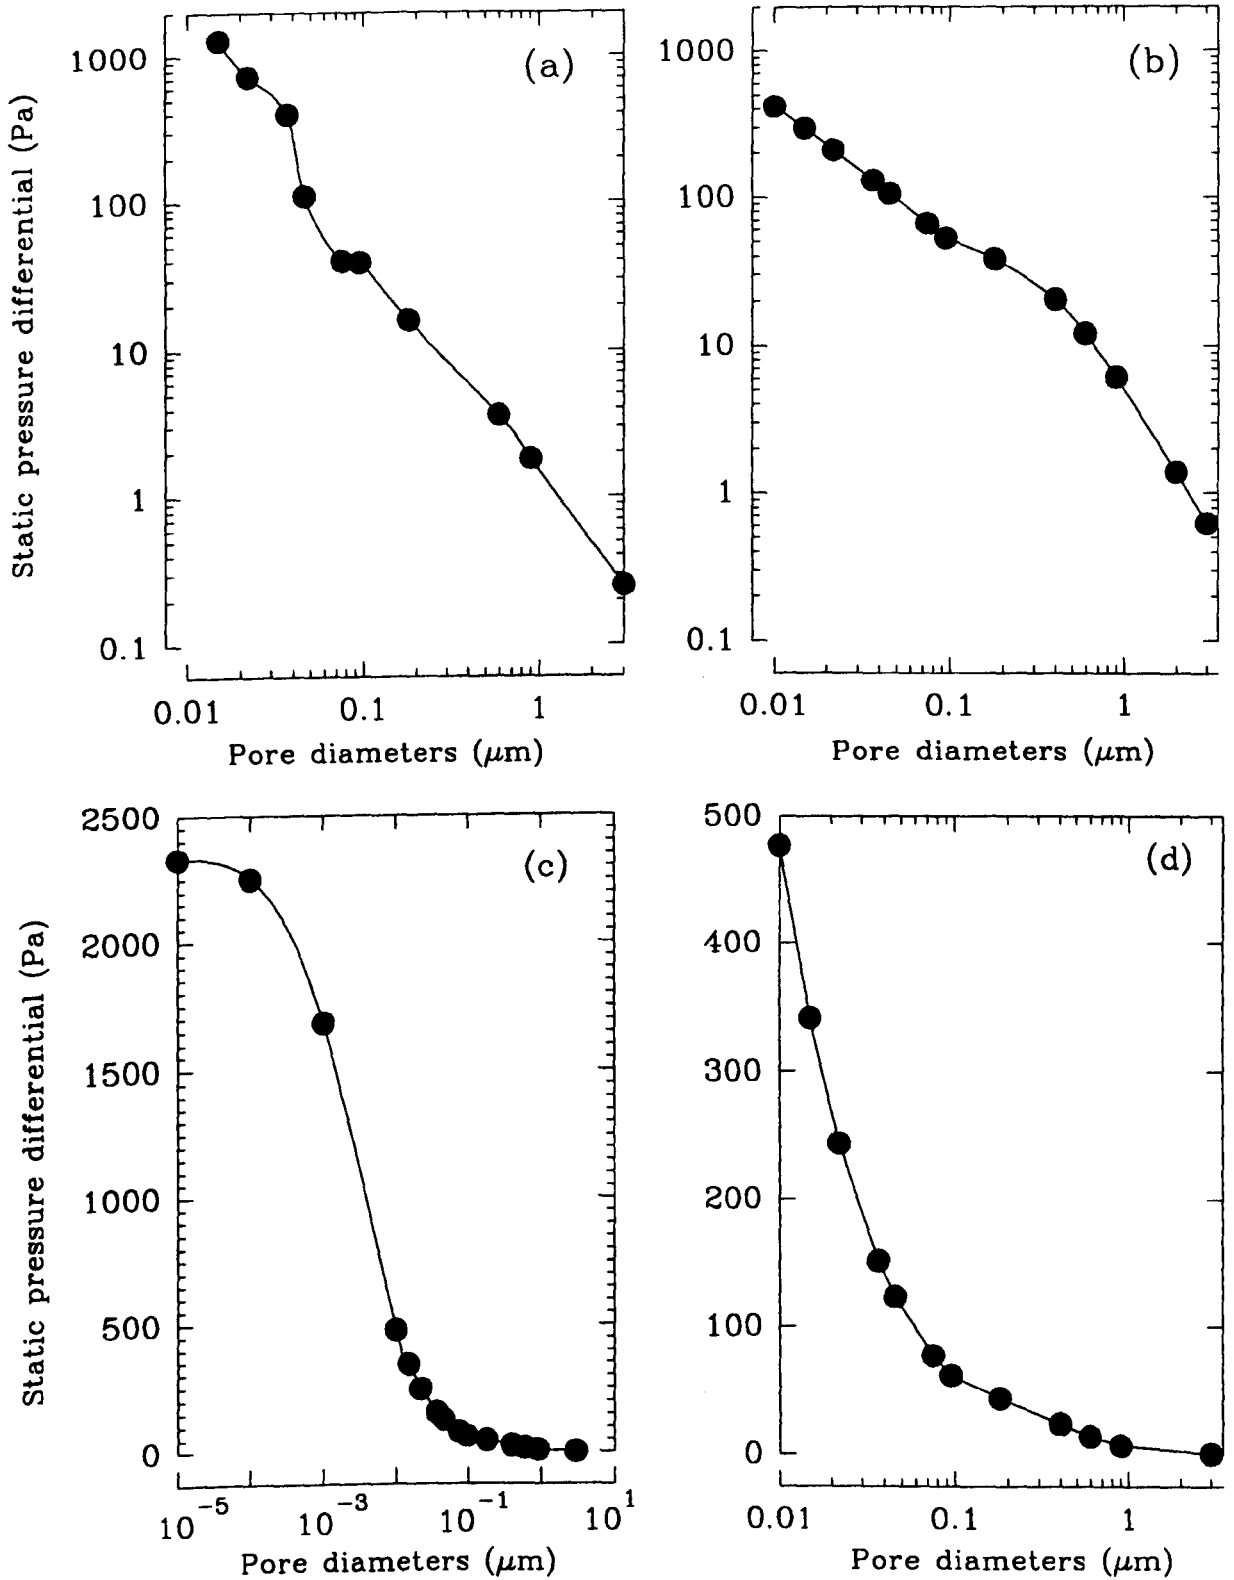 (a)
1000
100
10
1
0.1
0.01 0.1 1
Static pressure differential (Pa)
Pore diameters (μm)
(b)
1000
100
10
1
0.1
0.01 0.1 1
Pore diameters (μm)
(c)
2500
2000
1500
1000
500
0
10⁻⁵ 10⁻³ 10⁻¹ 10¹
Static pressure differential (Pa)
Pore diameters (μm)
(d)
500
400
300
200
100
0
0.01 0.1 1
Pore diameters (μm)